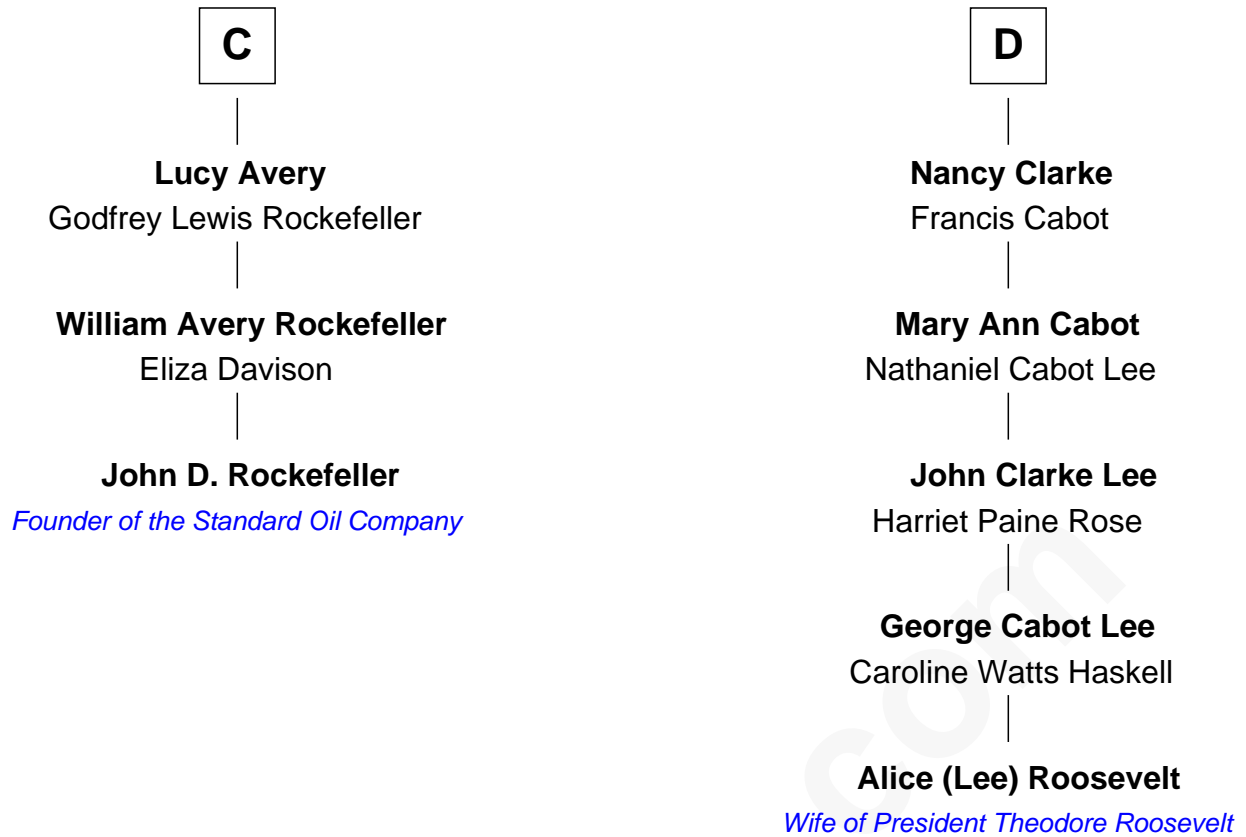 C
Lucy Avery
Godfrey Lewis Rockefeller
William Avery Rockefeller
Eliza Davison
John D. Rockefeller
Founder of the Standard Oil Company
D
Nancy Clarke
Francis Cabot
Mary Ann Cabot
Nathaniel Cabot Lee
John Clarke Lee
Harriet Paine Rose
George Cabot Lee
Caroline Watts Haskell
Alice (Lee) Roosevelt
Wife of President Theodore Roosevelt
com